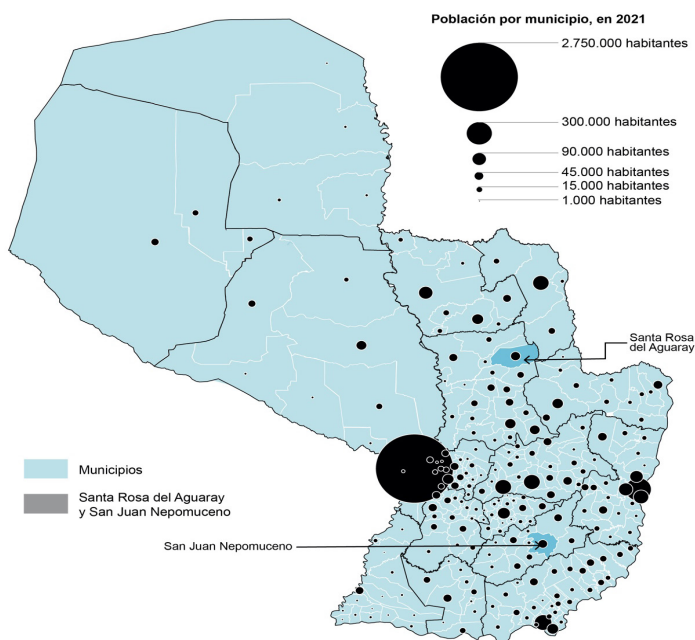 Población por municipio, en 2021
2.750.000 habitantes
300.000 habitantes
90.000 habitantes
45.000 habitantes
15.000 habitantes
1.000 habitantes
Santa Rosa
del Aguaray
Municipios
Santa Rosa del Aguaray
y San Juan Nepomuceno
San Juan Nepomuceno